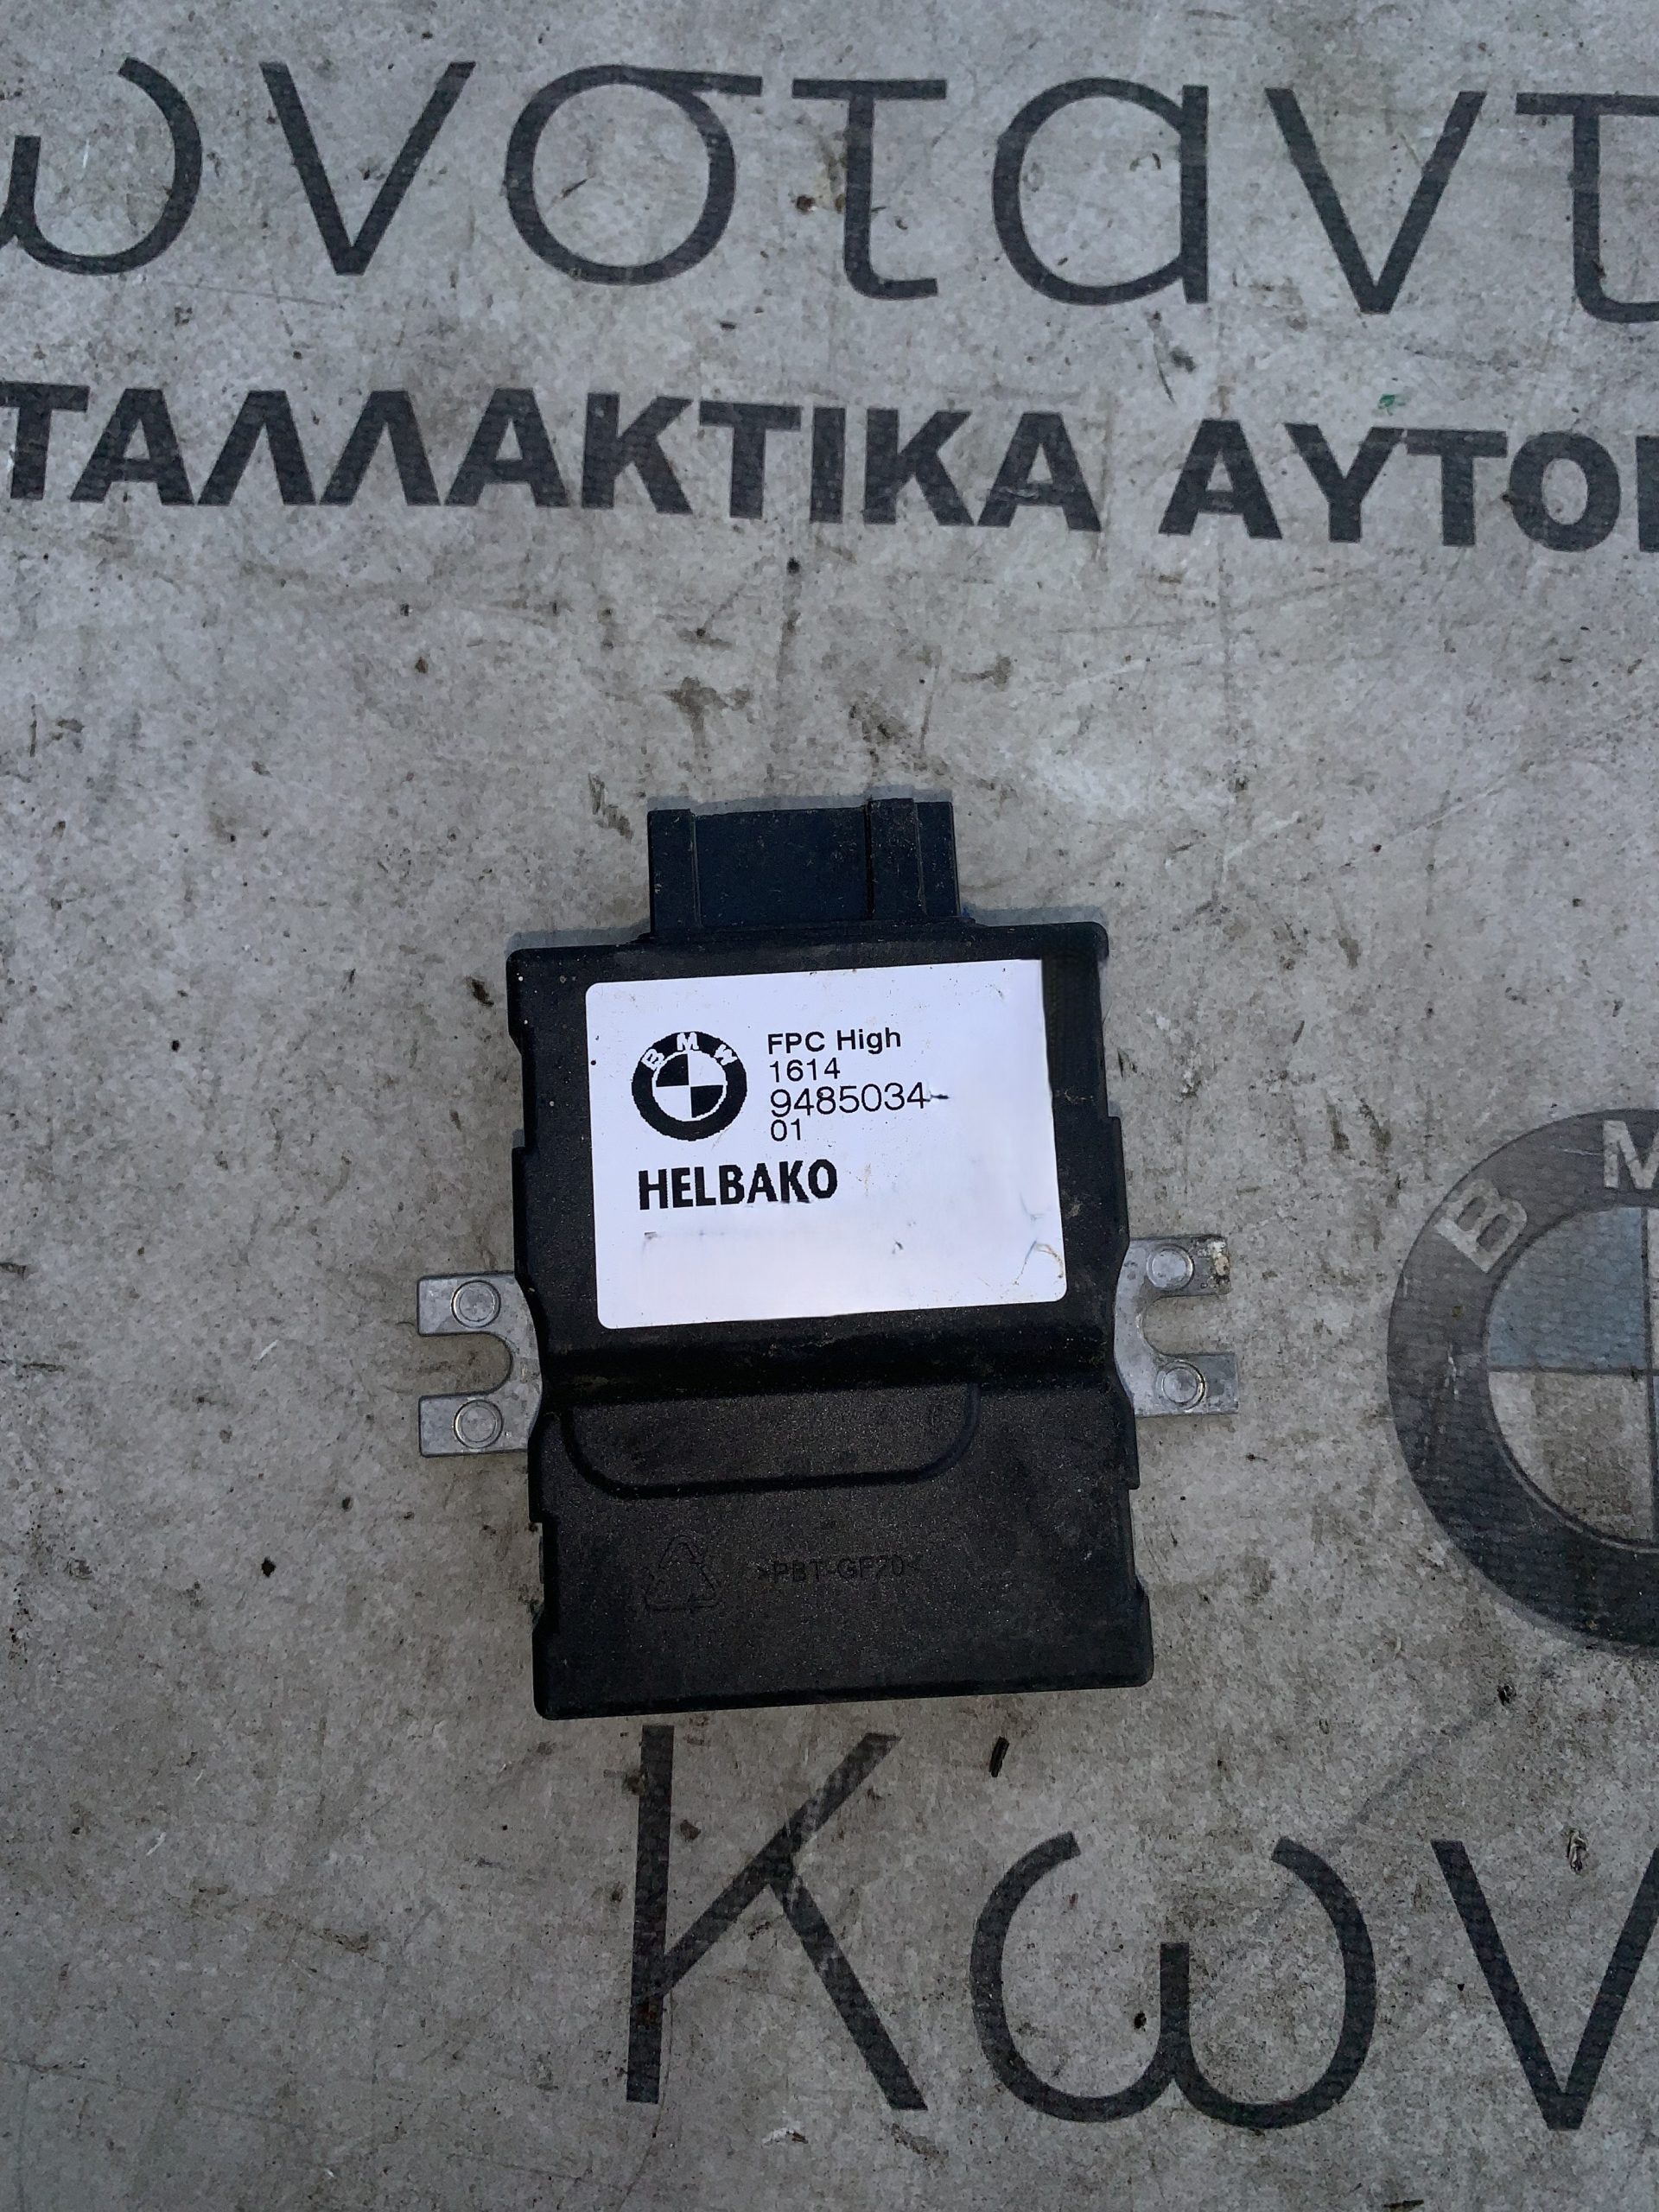 ωνσταντ
ΤΑΛΛΑΚΤΙΚΑ ΑΥΤΟ
BMW
FPC High
1614
9485034
01
HELBAKO
B M
>PBT-GF20<
Κων